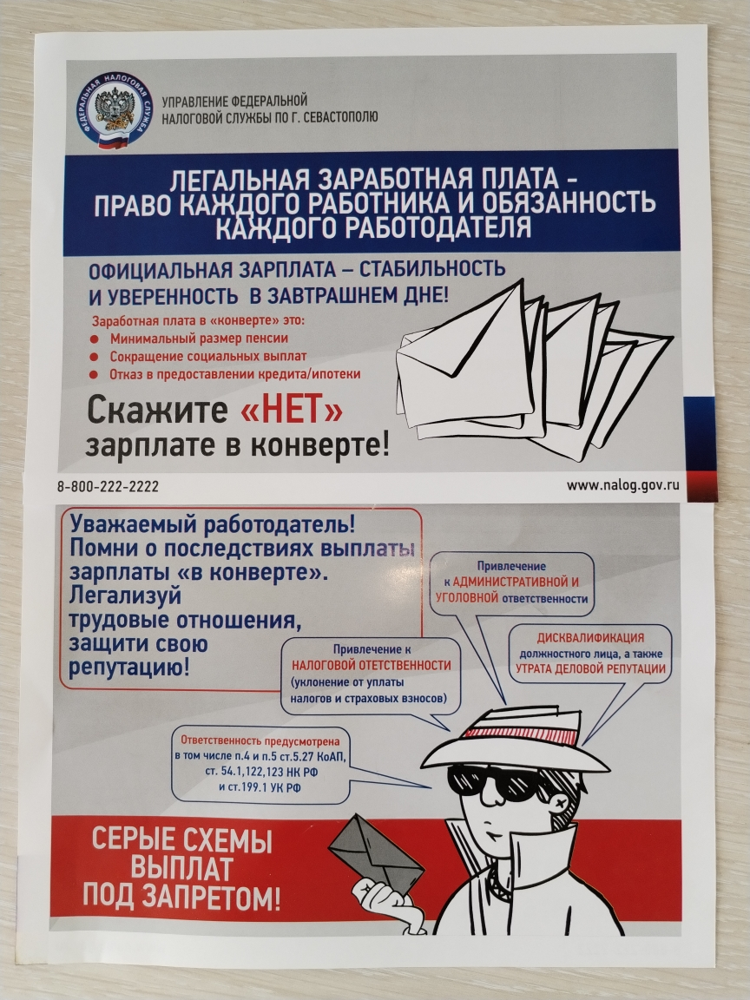 ФЕДЕРАЛЬНАЯ НАЛОГОВАЯ СЛУЖБА
УПРАВЛЕНИЕ ФЕДЕРАЛЬНОЙ
НАЛОГОВОЙ СЛУЖБЫ ПО Г. СЕВАСТОПОЛЮ
ЛЕГАЛЬНАЯ ЗАРАБОТНАЯ ПЛАТА -
ПРАВО КАЖДОГО РАБОТНИКА И ОБЯЗАННОСТЬ
КАЖДОГО РАБОТОДАТЕЛЯ
ОФИЦИАЛЬНАЯ ЗАРПЛАТА – СТАБИЛЬНОСТЬ
И УВЕРЕННОСТЬ В ЗАВТРАШНЕМ ДНЕ!
Заработная плата в «конверте» это:
• Минимальный размер пенсии
• Сокращение социальных выплат
• Отказ в предоставлении кредита/ипотеки
Скажите «НЕТ»
зарплате в конверте!
8-800-222-2222
www.nalog.gov.ru
Уважаемый работодатель!
Помни о последствиях выплаты
зарплаты «в конверте».
Легализуй
трудовые отношения,
защити свою
репутацию!
Привлечение
к АДМИНИСТРАТИВНОЙ И
УГОЛОВНОЙ ответственности
ДИСКВАЛИФИКАЦИЯ
должностного лица, а также
УТРАТА ДЕЛОВОЙ РЕПУТАЦИИ
Привлечение к
НАЛОГОВОЙ ОТЕТСТВЕННОСТИ
(уклонение от уплаты
налогов и страховых взносов)
Ответственность предусмотрена
в том числе п.4 и п.5 ст.5.27 КоАП,
ст. 54.1,122,123 НК РФ
и ст.199.1 УК РФ
СЕРЫЕ СХЕМЫ
ВЫПЛАТ
ПОД ЗАПРЕТОМ!